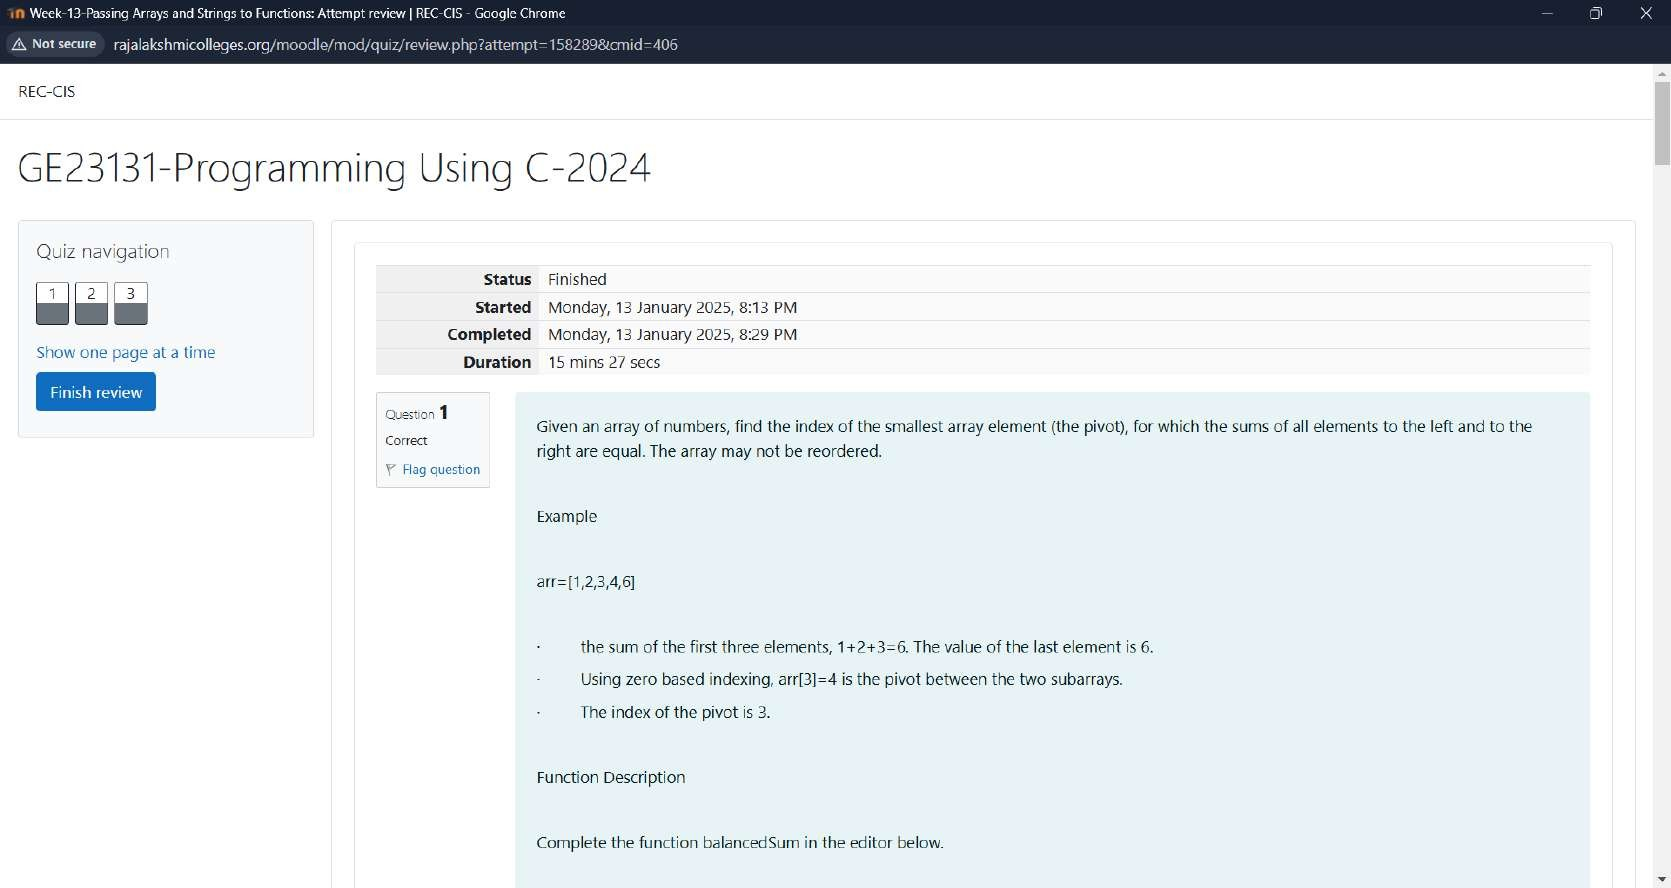 Week-13-Passing Arrays and Strings to Functions: Attempt review | REC-CIS - Google Chrome
Not secure rajalakshmicolleges.org/moodle/mod/quiz/review.php?attempt=158289&cmid=406
REC-CIS
GE23131-Programming Using C-2024
Quiz navigation
1 2 3
Show one page at a time
Finish review
Status Finished
Started Monday, 13 January 2025, 8:13 PM
Completed Monday, 13 January 2025, 8:29 PM
Duration 15 mins 27 secs
Question 1
Correct
Flag question
Given an array of numbers, find the index of the smallest array element (the pivot), for which the sums of all elements to the left and to the
right are equal. The array may not be reordered.
Example
arr=[1,2,3,4,6]
· the sum of the first three elements, 1+2+3=6. The value of the last element is 6.
· Using zero based indexing, arr[3]=4 is the pivot between the two subarrays.
· The index of the pivot is 3.
Function Description
Complete the function balancedSum in the editor below.